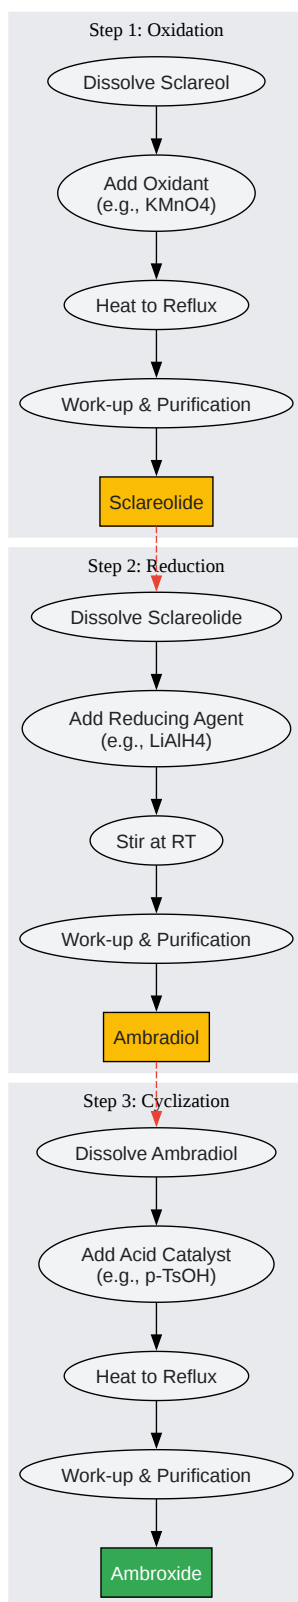 Step 1: Oxidation
Dissolve Sclareol
Add Oxidant
(e.g., KMnO4)
Heat to Reflux
Work-up & Purification
Sclareolide
Step 2: Reduction
Dissolve Sclareolide
Add Reducing Agent
(e.g., LiAlH4)
Stir at RT
Work-up & Purification
Ambradiol
Step 3: Cyclization
Dissolve Ambradiol
Add Acid Catalyst
(e.g., p-TsOH)
Heat to Reflux
Work-up & Purification
Ambroxide